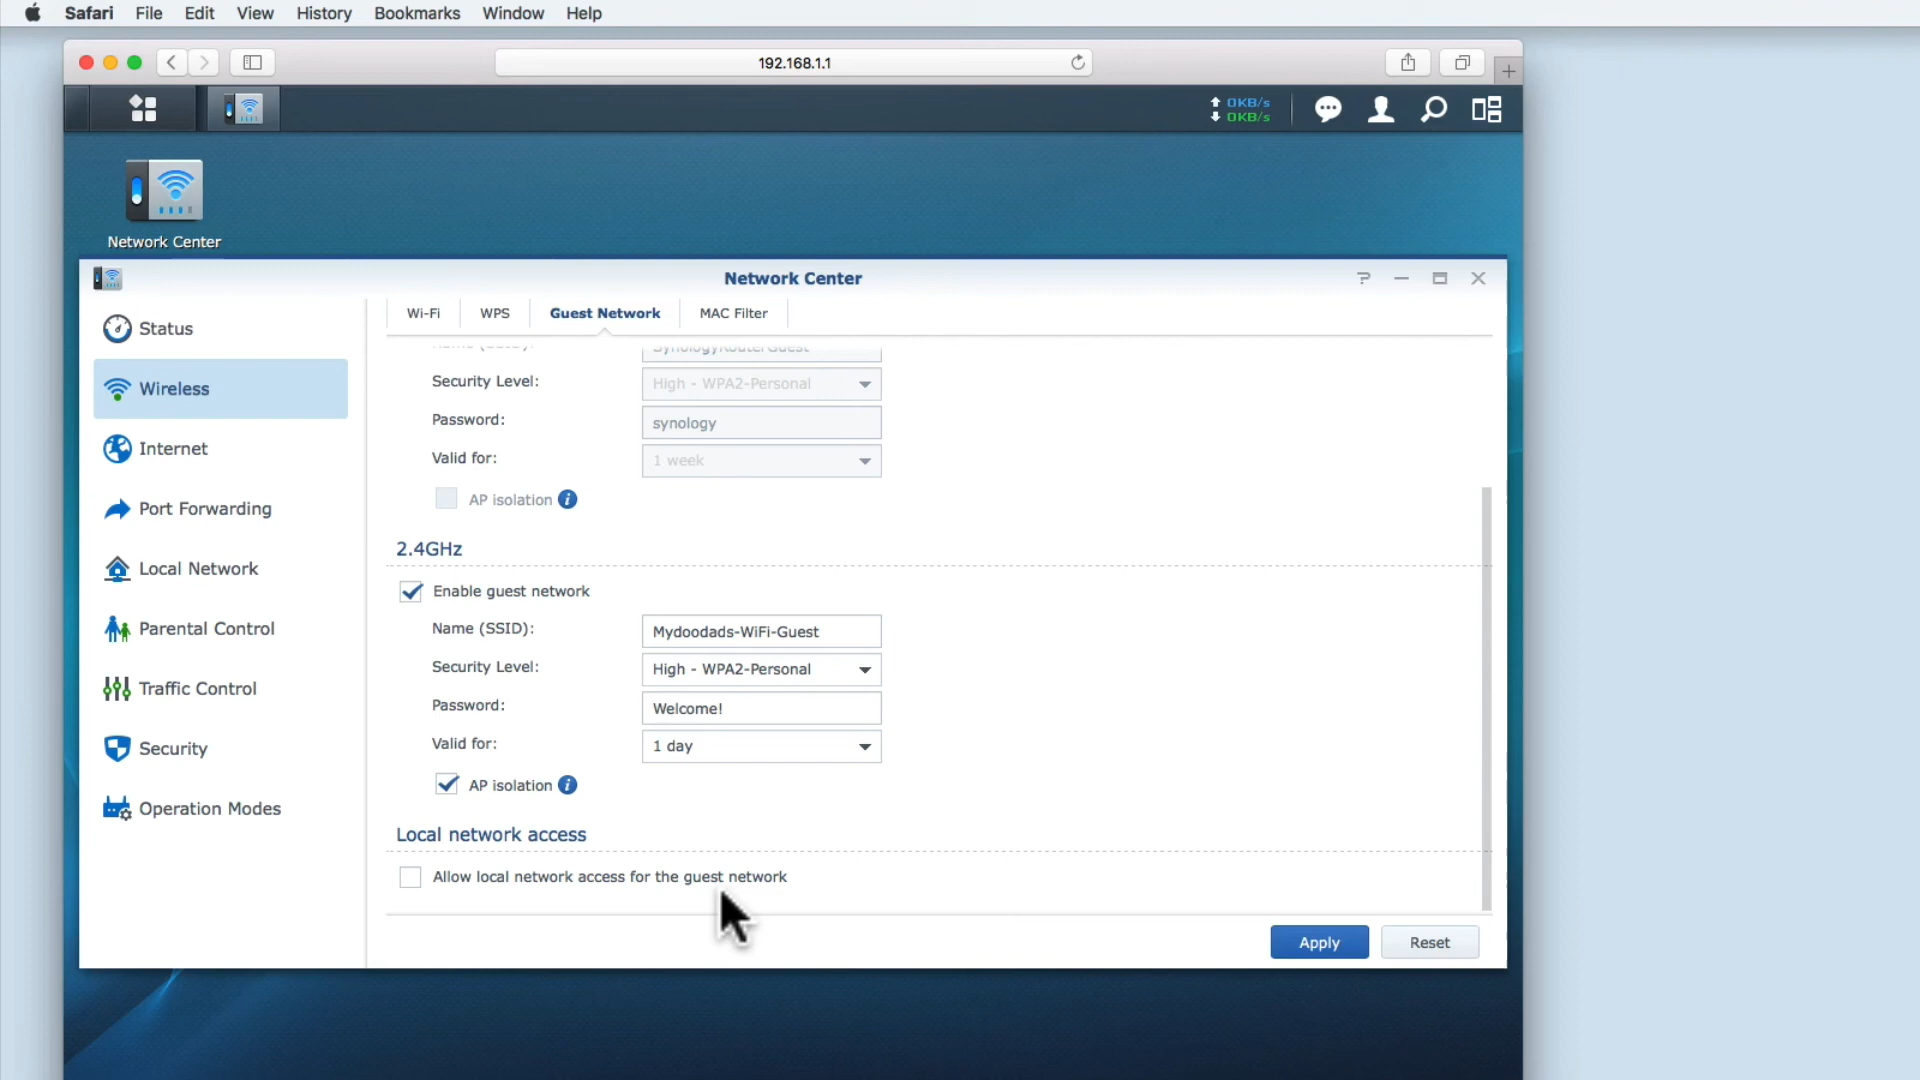 Safari File Edit View History Bookmarks Window Help
192.168.1.1
0KB/s
0KB/s
Network Center
Network Center
Wi-Fi WPS Guest Network MAC Filter
Status
Wireless
Internet
Port Forwarding
Local Network
Parental Control
Traffic Control
Security
Operation Modes
SynologyRouterGuest
Security Level: High - WPA2-Personal
Password: synology
Valid for: 1 week
AP isolation
2.4GHz
Enable guest network
Name (SSID): Mydoodads-WiFi-Guest
Security Level: High - WPA2-Personal
Password: Welcome!
Valid for: 1 day
AP isolation
Local network access
Allow local network access for the guest network
Apply Reset